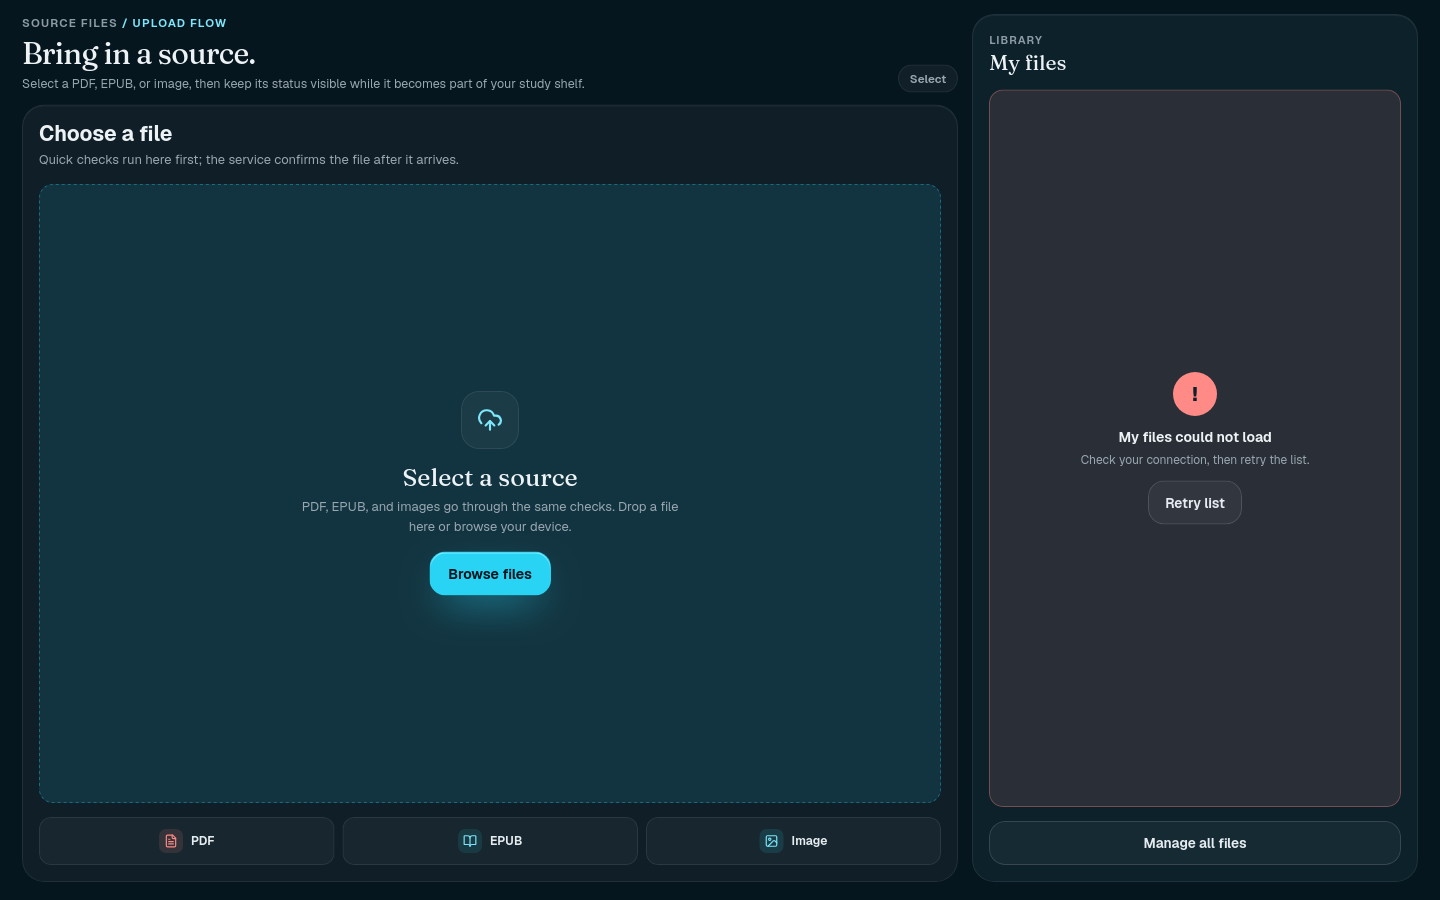 SOURCE FILES / UPLOAD FLOW
Bring in a source.
Select a PDF, EPUB, or image, then keep its status visible while it becomes part of your study shelf.
Select
Choose a file
Quick checks run here first; the service confirms the file after it arrives.
Select a source
PDF, EPUB, and images go through the same checks. Drop a file
here or browse your device.
Browse files
PDF
EPUB
Image
LIBRARY
My files
!
My files could not load
Check your connection, then retry the list.
Retry list
Manage all files